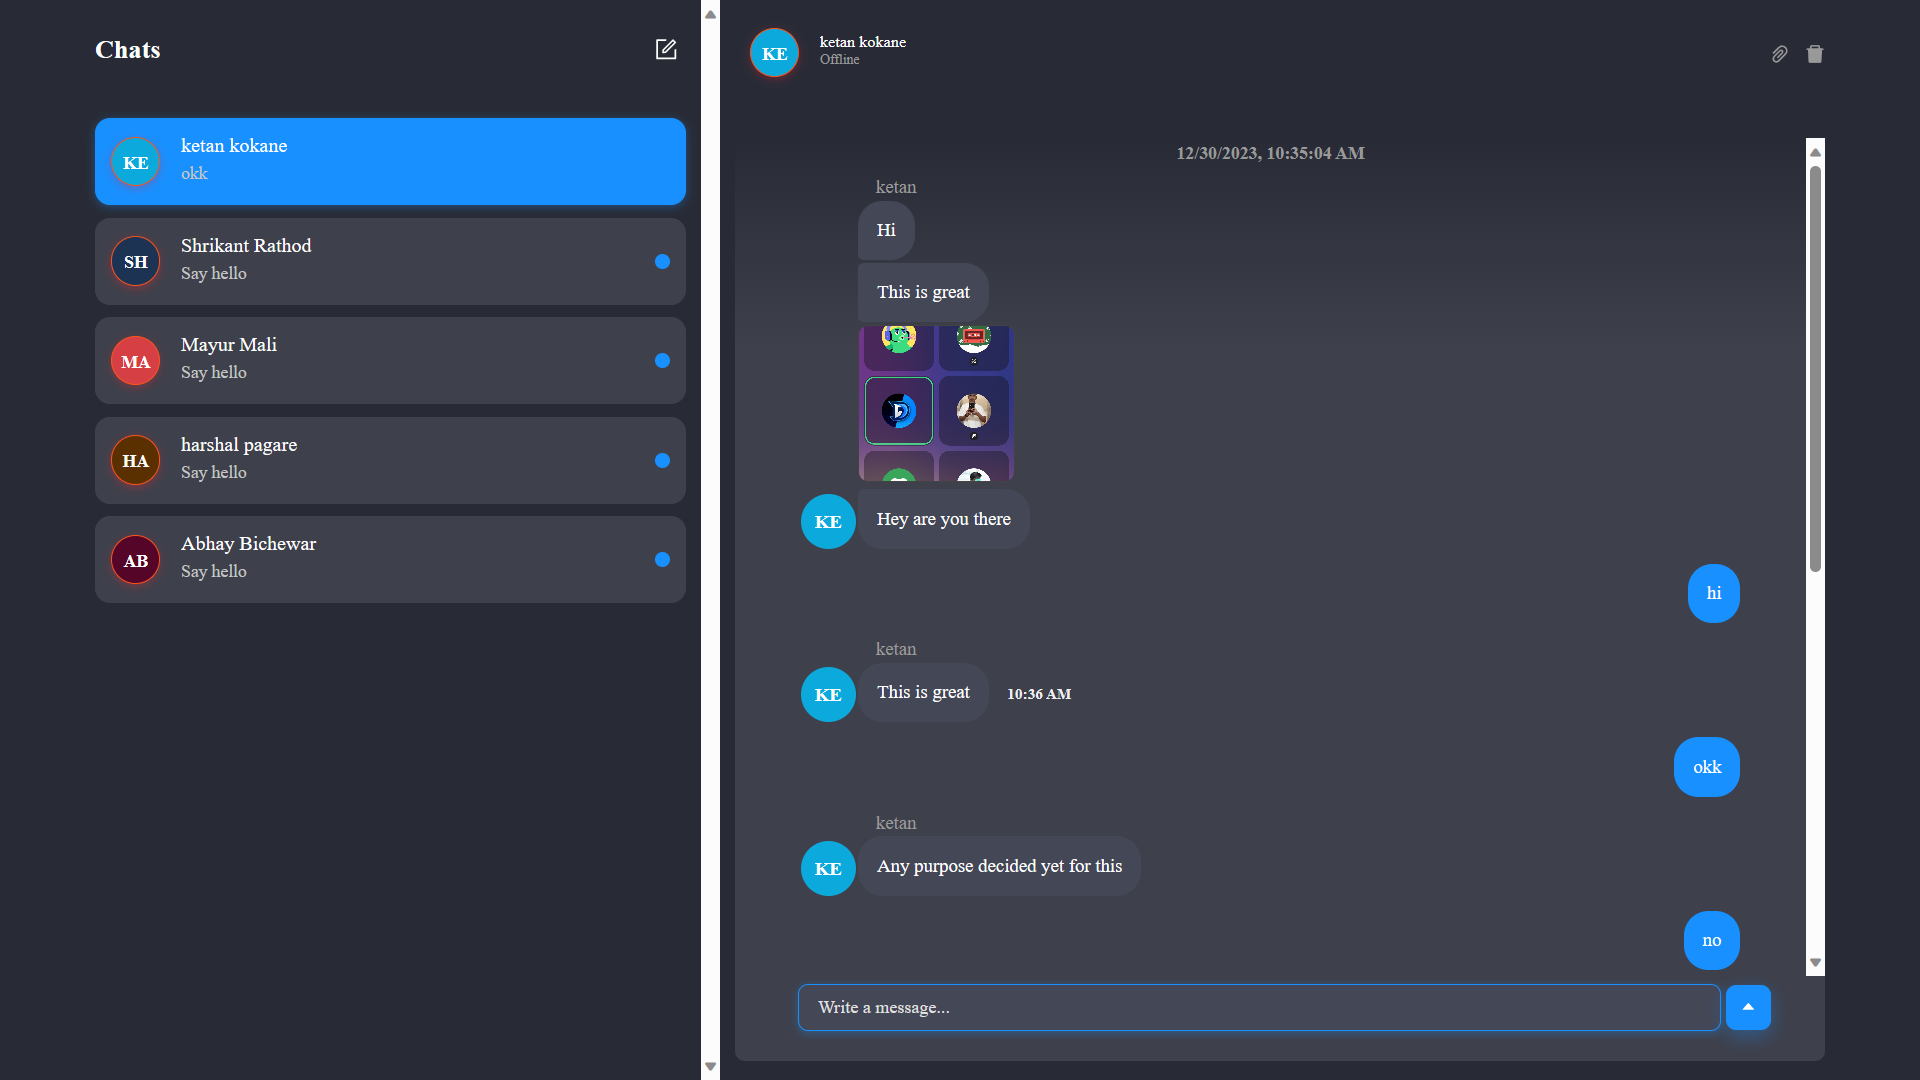 Chats
KE
ketan kokane
okk
SH
Shrikant Rathod
Say hello
MA
Mayur Mali
Say hello
HA
harshal pagare
Say hello
AB
Abhay Bichewar
Say hello
KE
ketan kokane
Offline
12/30/2023, 10:35:04 AM
ketan
Hi
This is great
KE
Hey are you there
hi
ketan
KE
This is great
10:36 AM
okk
ketan
KE
Any purpose decided yet for this
no
Write a message...